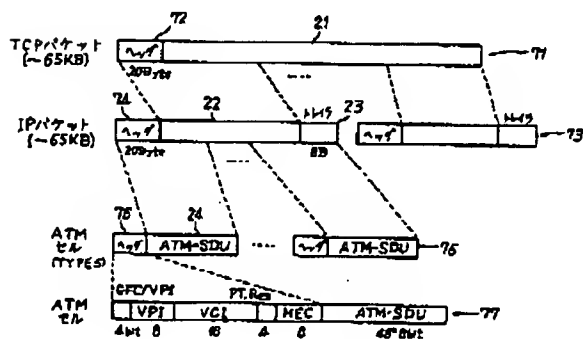 72 21
TCPパケット ヘッダ 71
(~65KB) 20Byte
74 22 トレイラ 23 トレイラ
IPパケット ヘッダ ヘッダ 73
(~65KB) 20Byte 8B
75 24
ATM ヘッダ ATM-SDU ヘッダ ATM-SDU 76
セル
(TYPE5)
GFC/VPI PT,Res
ATM VPI VCI HEC ATM-SDU 77
セル 4bit 8 16 4 8